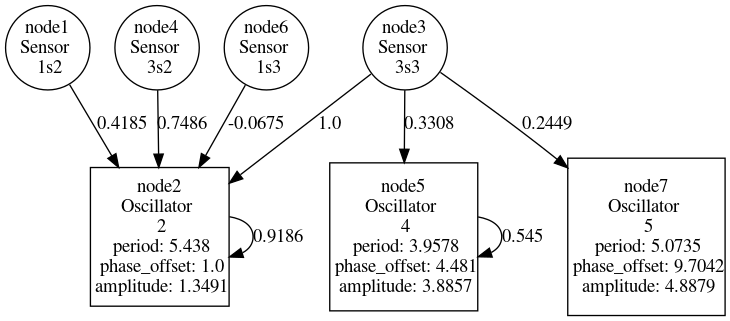 node1
Sensor
1s2
node4
Sensor
3s2
node6
Sensor
1s3
node3
Sensor
3s3
0.4185
0.7486
-0.0675
1.0
0.3308
0.2449
node2
Oscillator
2
period: 5.438
phase_offset: 1.0
amplitude: 1.3491
0.9186
node5
Oscillator
4
period: 3.9578
phase_offset: 4.481
amplitude: 3.8857
0.545
node7
Oscillator
5
period: 5.0735
phase_offset: 9.7042
amplitude: 4.8879